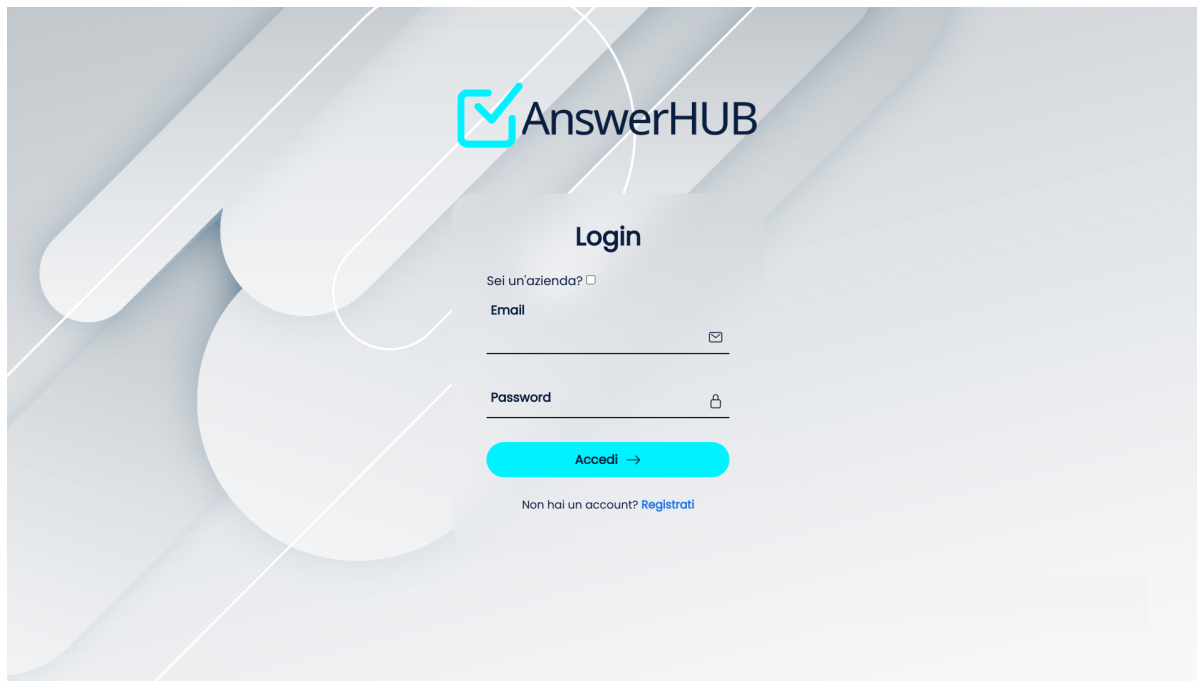 AnswerHUB
Login
Sei un'azienda?
Email
Password
Accedi →
Non hai un account? Registrati